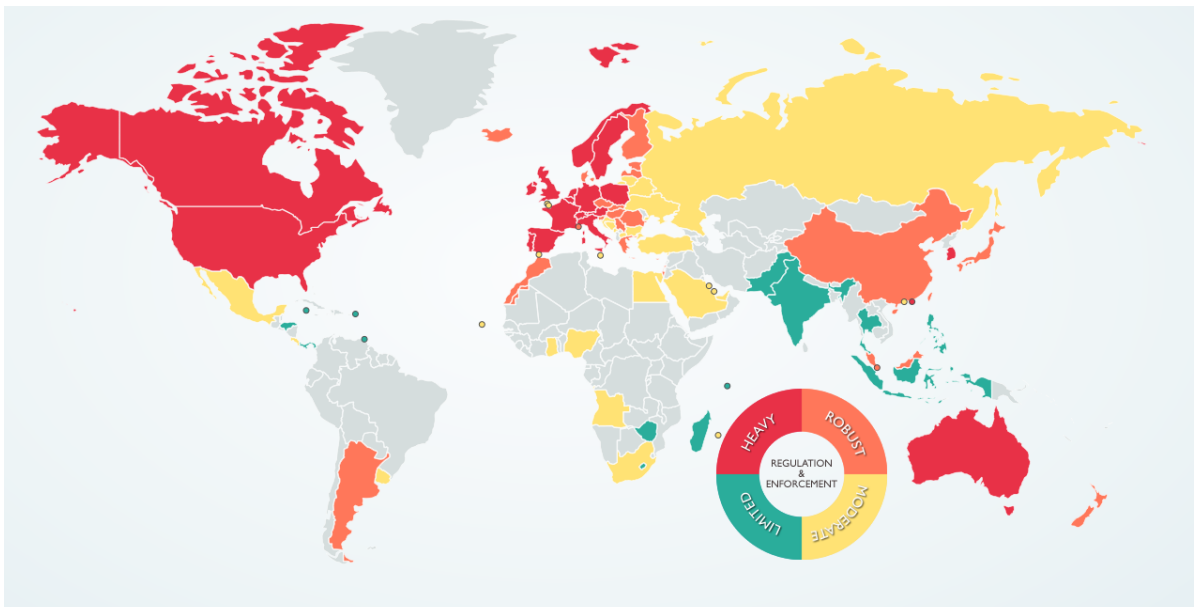 HEAVY
ROBUST
REGULATION
&
ENFORCEMENT
LIMITED
MODERATE